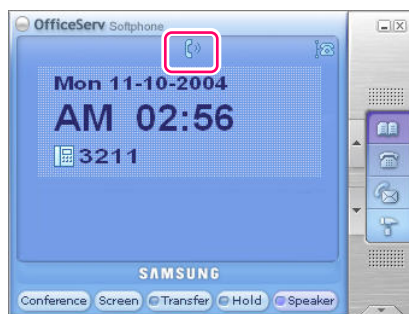 OfficeServ Softphone
Mon 11-10-2004
AM 02:56
3211
SAMSUNG
Conference Screen Transfer Hold Speaker